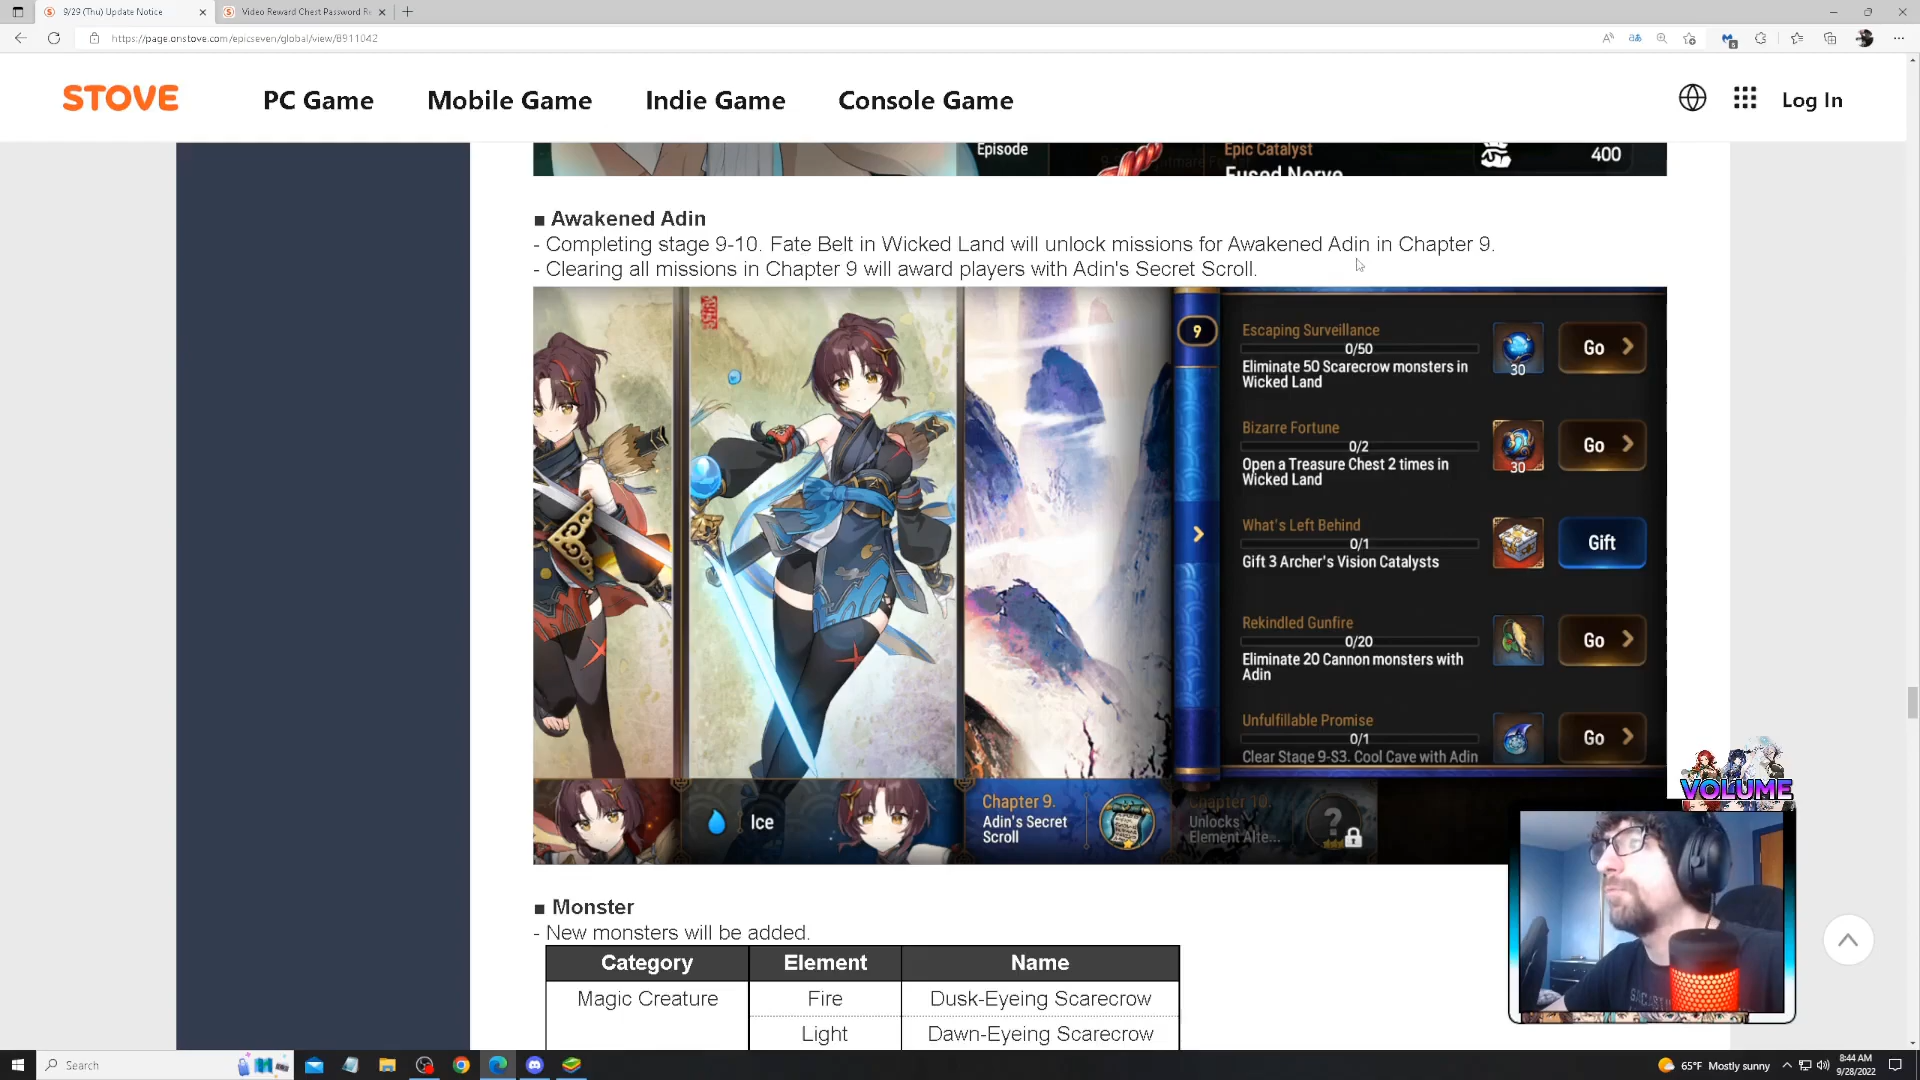 9/29 (Thu) Update Notice
Video Reward Chest Password Re
https://page.onstove.com/epicseven/global/view/8911042
STOVE
PC Game
Mobile Game
Indie Game
Console Game
Log In
Episode
Epic Catalyst
Fused Nerve
400
■ Awakened Adin
- Completing stage 9-10. Fate Belt in Wicked Land will unlock missions for Awakened Adin in Chapter 9.
- Clearing all missions in Chapter 9 will award players with Adin's Secret Scroll.
9
Escaping Surveillance
0/50
Eliminate 50 Scarecrow monsters in
Wicked Land
30
Go
Bizarre Fortune
0/2
Open a Treasure Chest 2 times in
Wicked Land
30
Go
What's Left Behind
0/1
Gift 3 Archer's Vision Catalysts
Gift
Rekindled Gunfire
0/20
Eliminate 20 Cannon monsters with
Adin
Go
Unfulfillable Promise
0/1
Clear Stage 9-S3. Cool Cave with Adin
Go
Ice
Chapter 9.
Adin's Secret
Scroll
Chapter 10.
Unlocks
Element Alte...
?
VOLUME
■ Monster
- New monsters will be added.
Category Element Name
Magic Creature Fire Dusk-Eyeing Scarecrow
Light Dawn-Eyeing Scarecrow
Search
65°F Mostly sunny
8:44 AM
9/28/2022